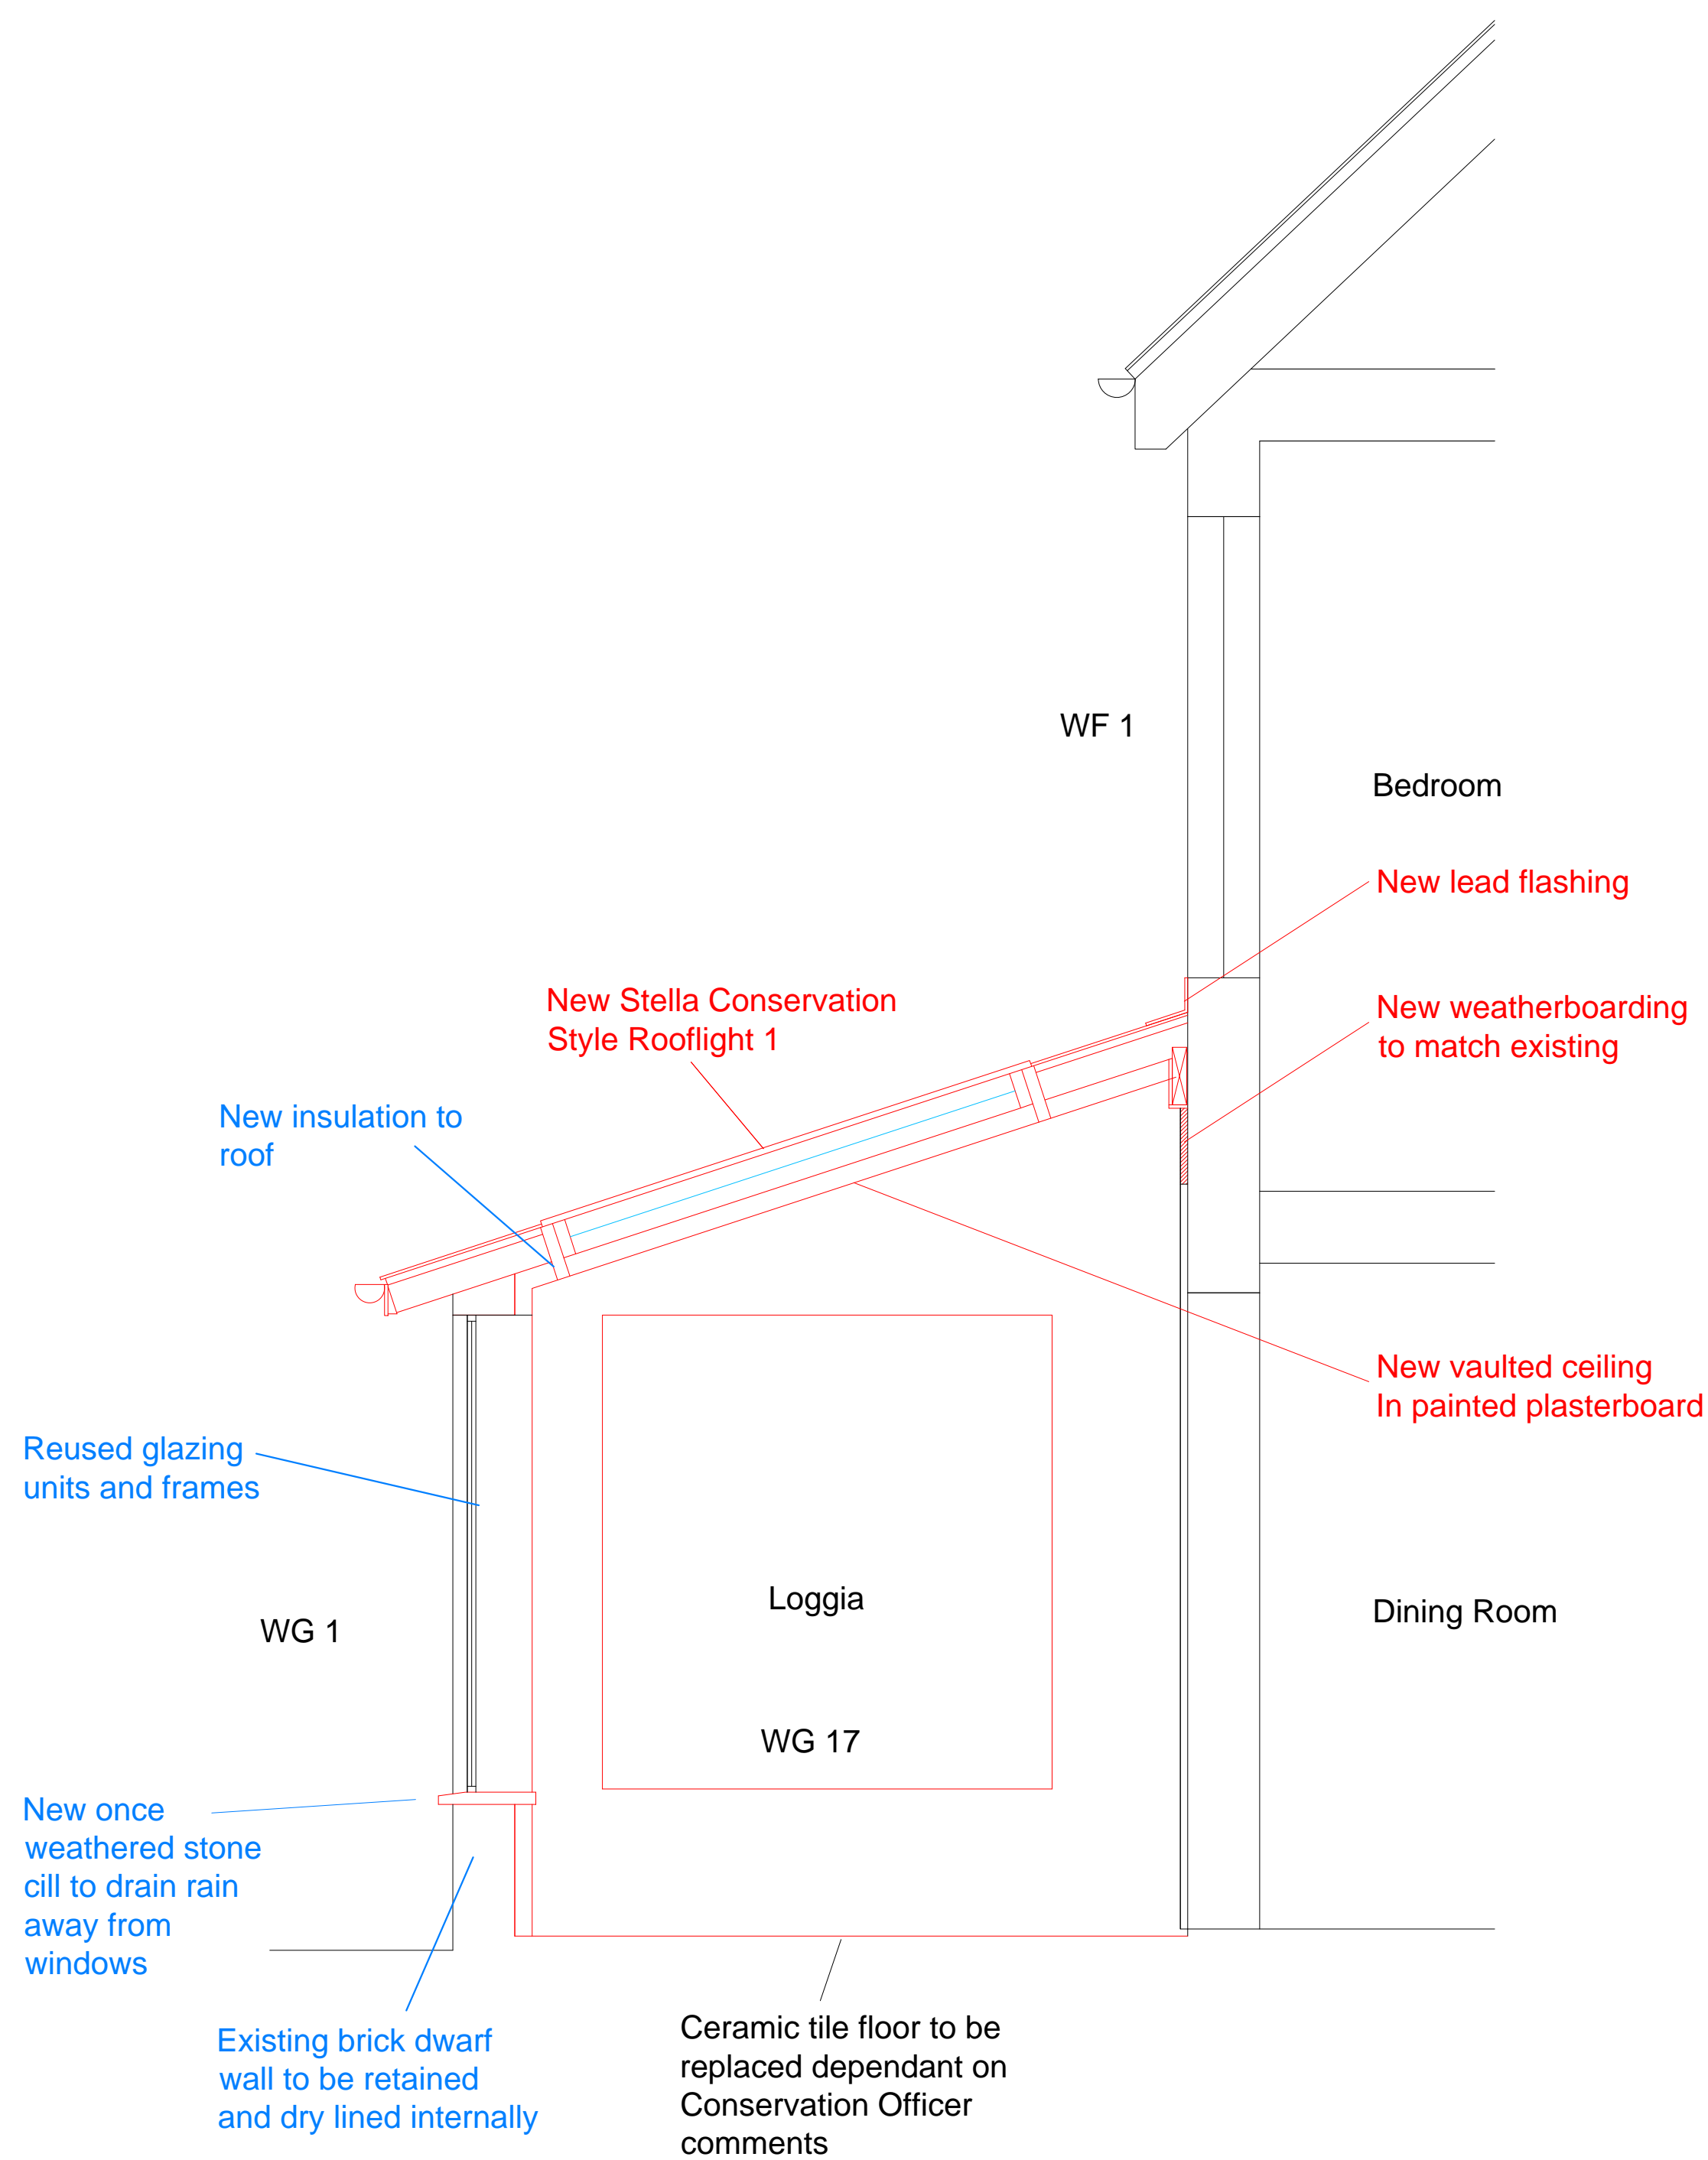 WF 1
Bedroom
New lead flashing
New Stella Conservation
Style Rooflight 1
New weatherboarding
to match existing
New insulation to
roof
New vaulted ceiling
In painted plasterboard
Reused glazing
units and frames
Loggia
Dining Room
WG 1
WG 17
New once
weathered stone
cill to drain rain
away from
windows
Existing brick dwarf
wall to be retained
and dry lined internally
Ceramic tile floor to be
replaced dependant on
Conservation Officer
comments